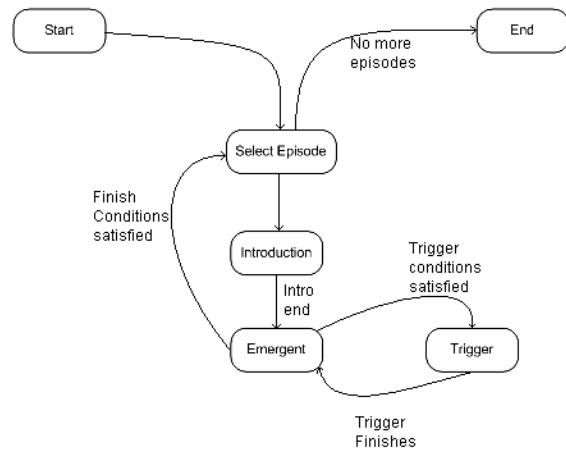 Start
End
No more
episodes
Select Episode
Finish
Conditions
satisfied
Introduction
Trigger
conditions
satisfied
Intro
end
Emergent
Trigger
Trigger
Finishes